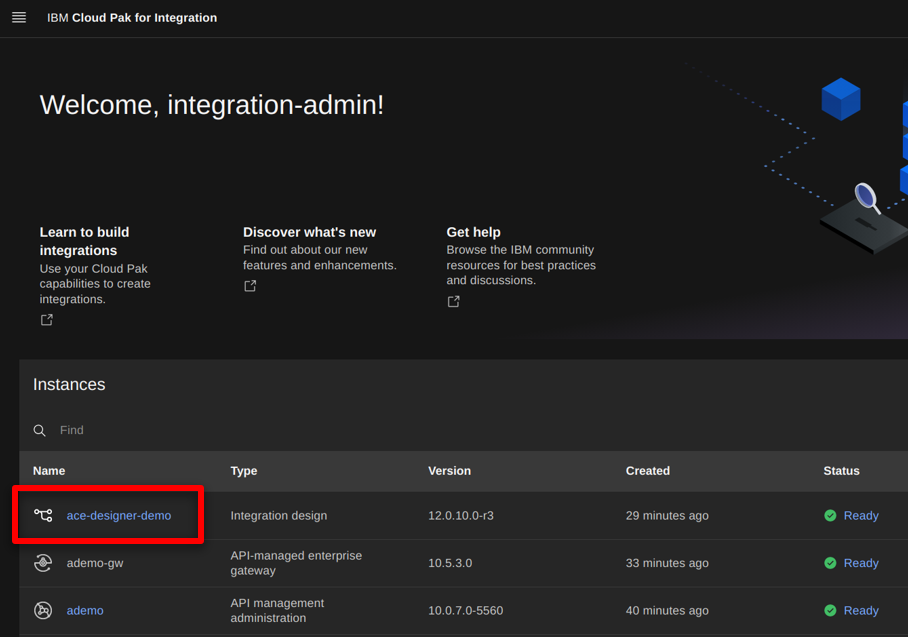 IBM Cloud Pak for Integration
Welcome, integration-admin!
Learn to build
integrations
Use your Cloud Pak
capabilities to create
integrations.
Discover what's new
Find out about our new
features and enhancements.
Get help
Browse the IBM community
resources for best practices
and discussions.
Instances
Find
Name Type Version Created Status
ace-designer-demo Integration design 12.0.10.0-r3 29 minutes ago Ready
ademo-gw API-managed enterprise
gateway 10.5.3.0 33 minutes ago Ready
ademo API management
administration 10.0.7.0-5560 40 minutes ago Ready